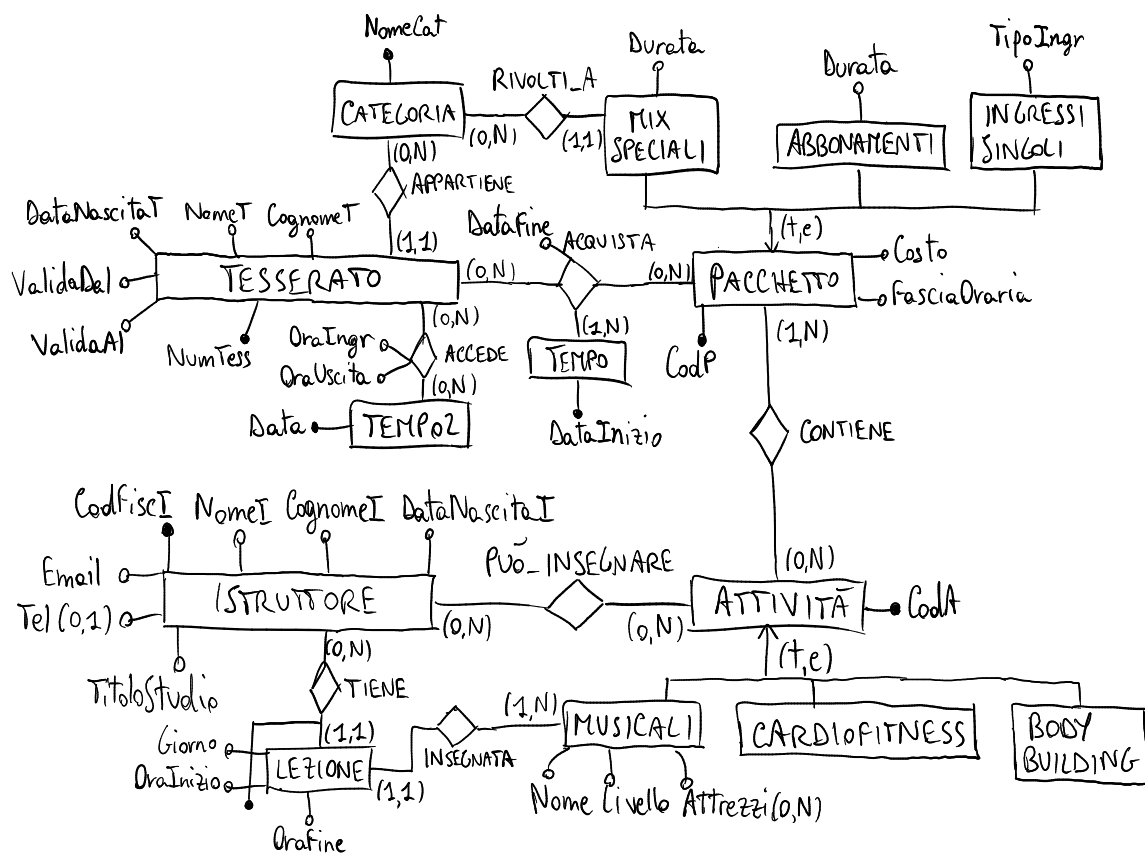 NomeCat
Durata
TipoIngr
Durata
RIVOLTI_A
CATEGORIA
(0,N)
(1,1)
MIX
SPECIALI
ABBONAMENTI
INGRESSI
SINGOLI
(0,N)
APPARTIENE
(1,1)
DataNascitaT
NomeT
CognomeT
DataFine
ACQUISTA
(t,e)
Costo
ValidaDal
TESSERATO
(0,N)
(0,N)
PACCHETTO
FasciaOraria
ValidaAl
NumTess
(0,N)
OraIngr
ACCEDE
OraUscita
(0,N)
(1,N)
TEMPO
CodP
(1,N)
Data
TEMPO2
DataInizio
CONTIENE
CodFiscI
NomeI
CognomeI
DataNascitaI
PUÒ_INSEGNARE
(0,N)
Email
ISTRUTTORE
ATTIVITÀ
CodA
Tel (0,1)
(0,N)
(0,N)
(0,N)
(t,e)
TitoloStudio
TIENE
(1,1)
Giorno
LEZIONE
OraInizio
(1,1)
OraFine
INSEGNATA
(1,N)
MUSICALI
CARDIOFITNESS
BODY
BUILDING
Nome
Livello
Attrezzi(0,N)